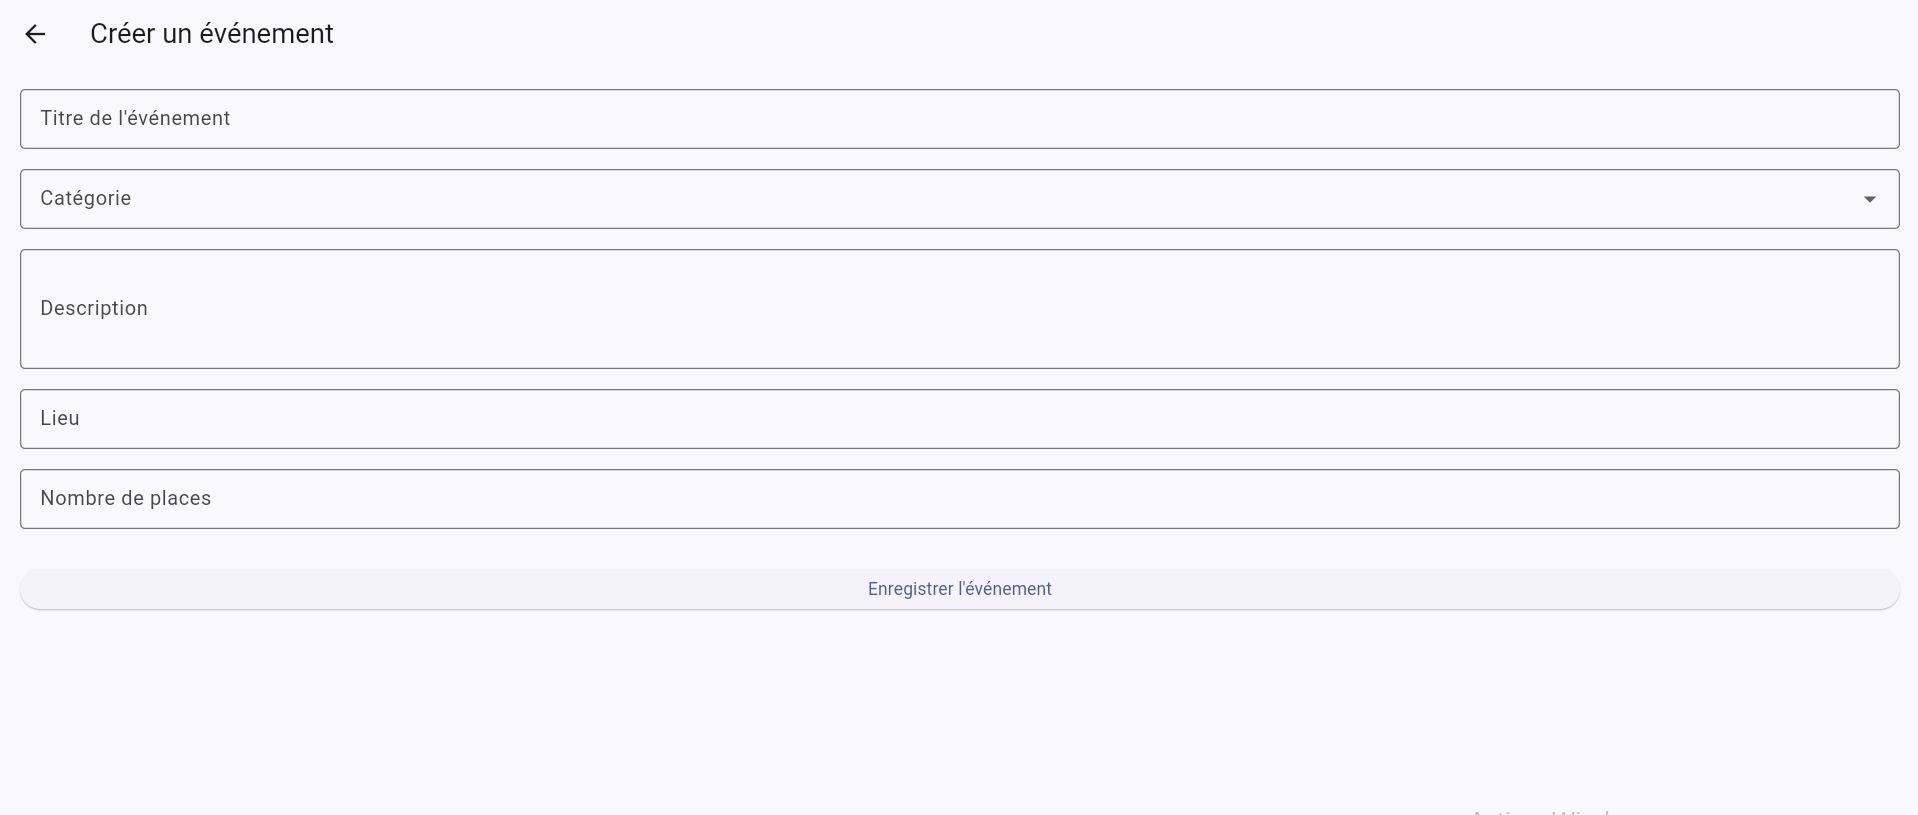 Créer un événement
Titre de l'événement
Catégorie
Description
Lieu
Nombre de places
Enregistrer l'événement